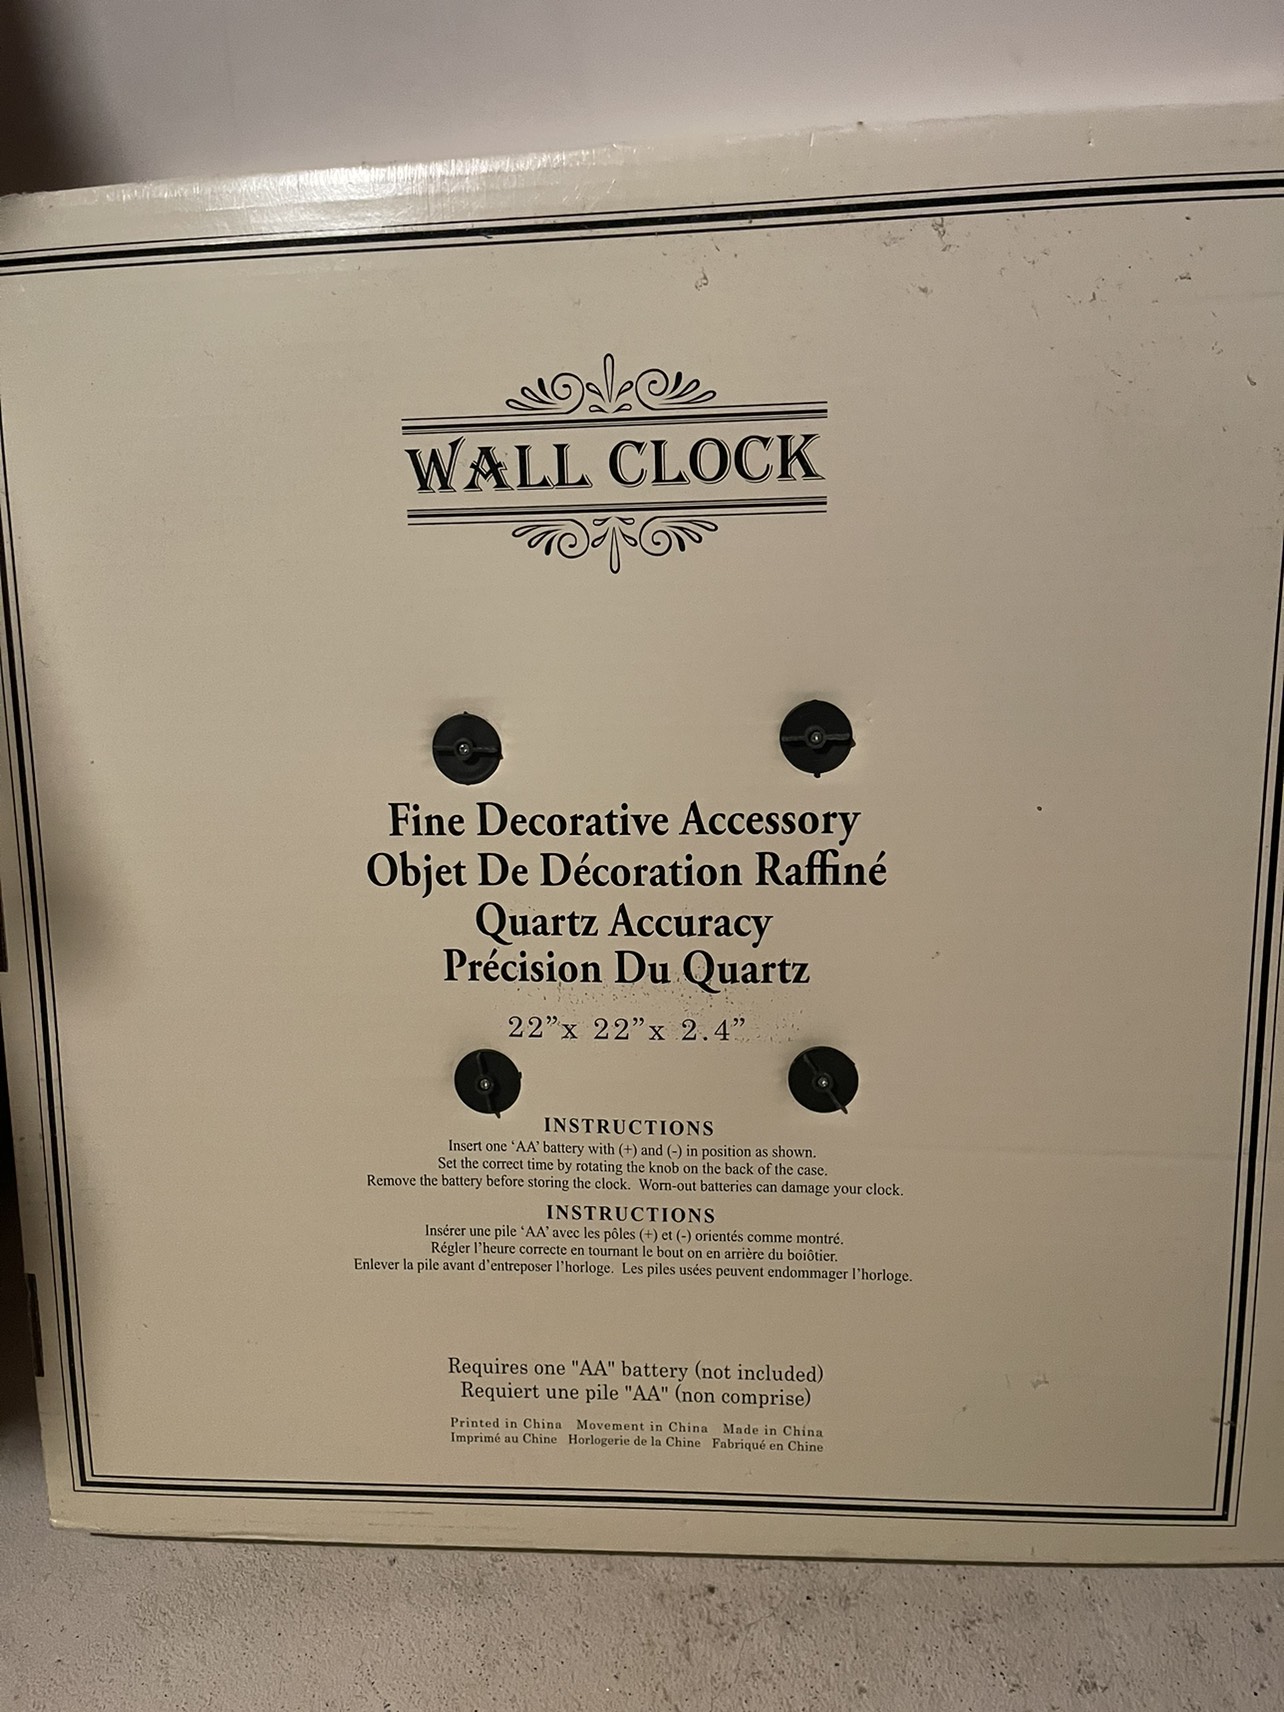 WALL CLOCK
Fine Decorative Accessory
Objet De Décoration Raffiné
Quartz Accuracy
Précision Du Quartz
22”x 22”x 2.4”
INSTRUCTIONS
Insert one ‘AA’ battery with (+) and (-) in position as shown.
Set the correct time by rotating the knob on the back of the case.
Remove the battery before storing the clock. Worn-out batteries can damage your clock.
INSTRUCTIONS
Insérer une pile ‘AA’ avec les pôles (+) et (-) orientés comme montré.
Régler l’heure correcte en tournant le bout on en arrière du boiôtier.
Enlever la pile avant d’entreposer l’horloge. Les piles usées peuvent endommager l’horloge.
Requires one "AA" battery (not included)
Requiert une pile "AA" (non comprise)
Printed in China Movement in China Made in China
Imprimé au Chine Horlogerie de la Chine Fabriqué en Chine